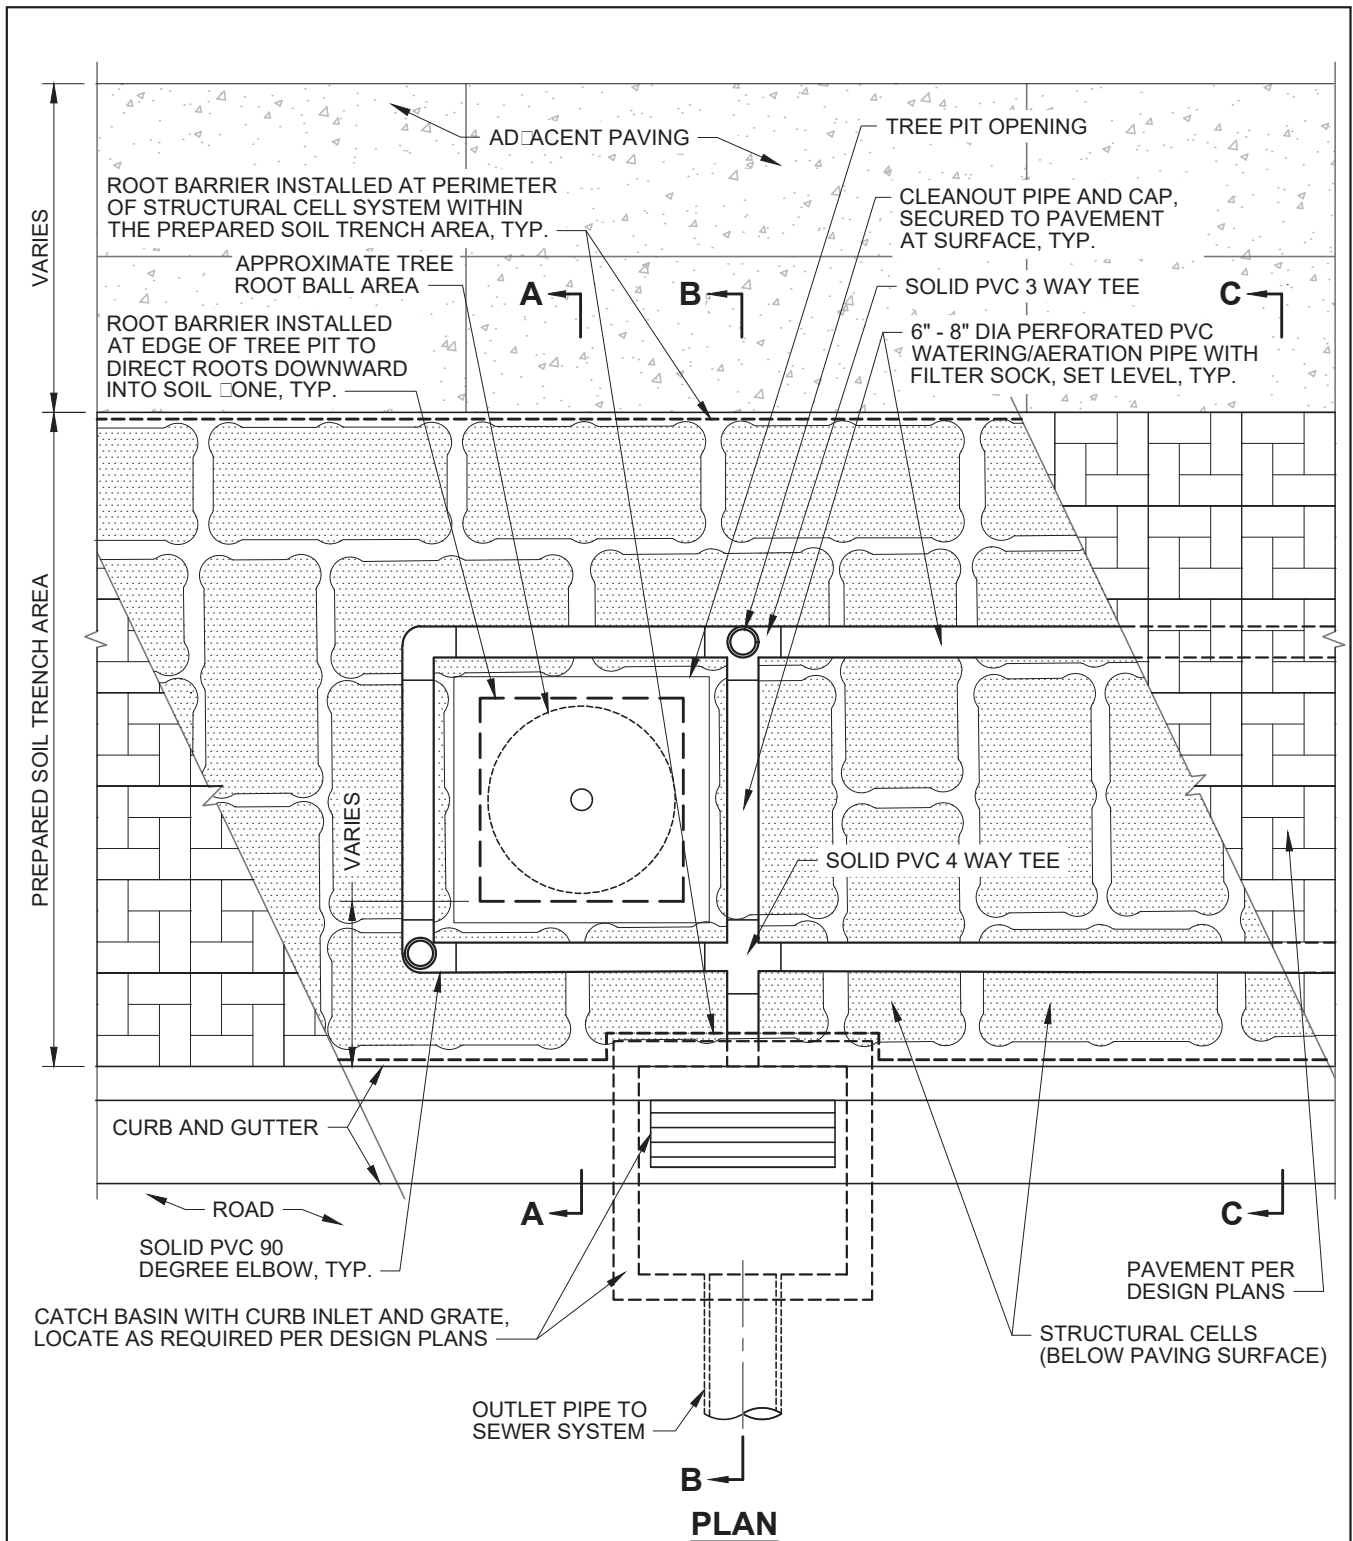 AD□ACENT PAVING
TREE PIT OPENING
ROOT BARRIER INSTALLED AT PERIMETER
OF STRUCTURAL CELL SYSTEM WITHIN
THE PREPARED SOIL TRENCH AREA, TYP.
CLEANOUT PIPE AND CAP,
SECURED TO PAVEMENT
AT SURFACE, TYP.
VARIES
APPROXIMATE TREE
ROOT BALL AREA
A
B
SOLID PVC 3 WAY TEE
C
ROOT BARRIER INSTALLED
AT EDGE OF TREE PIT TO
DIRECT ROOTS DOWNWARD
INTO SOIL □ONE, TYP.
6" - 8" DIA PERFORATED PVC
WATERING/AERATION PIPE WITH
FILTER SOCK, SET LEVEL, TYP.
PREPARED SOIL TRENCH AREA
VARIES
SOLID PVC 4 WAY TEE
CURB AND GUTTER
ROAD
A
C
SOLID PVC 90
DEGREE ELBOW, TYP.
PAVEMENT PER
DESIGN PLANS
CATCH BASIN WITH CURB INLET AND GRATE,
LOCATE AS REQUIRED PER DESIGN PLANS
STRUCTURAL CELLS
(BELOW PAVING SURFACE)
OUTLET PIPE TO
SEWER SYSTEM
B
PLAN